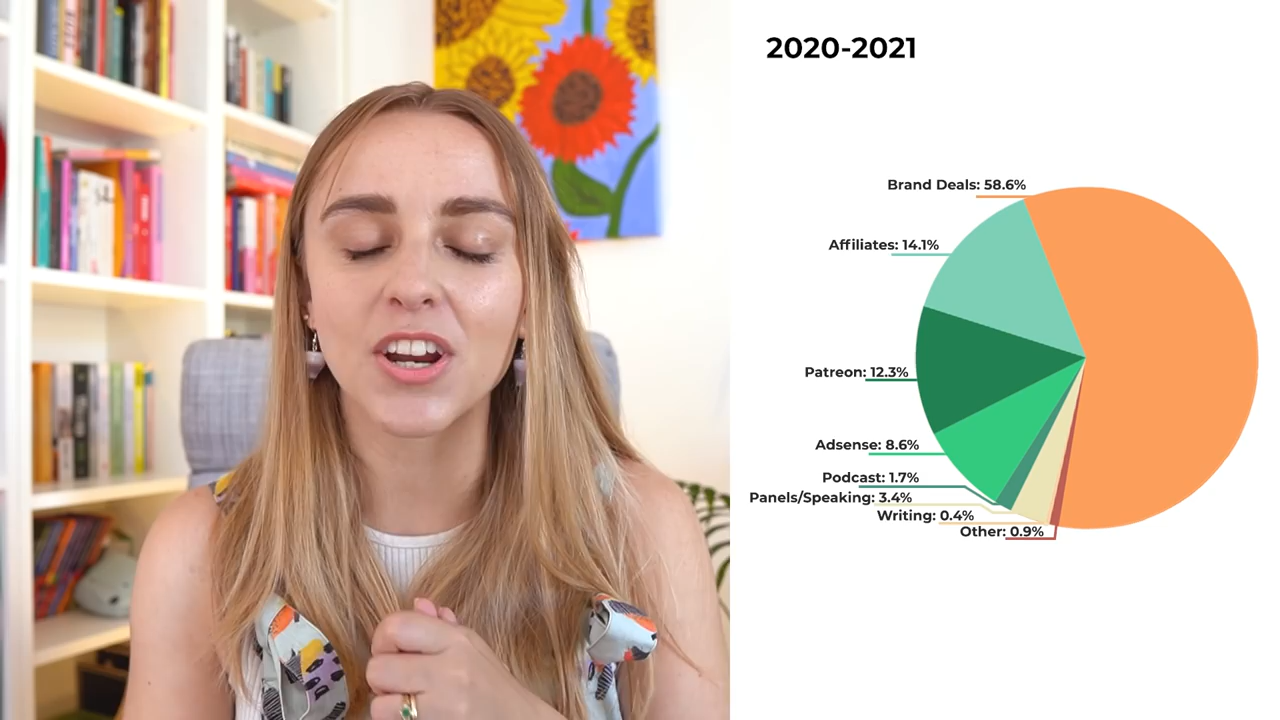 2020-2021
Brand Deals: 58.6%
Affiliates: 14.1%
Patreon: 12.3%
Adsense: 8.6%
Podcast: 1.7%
Panels/Speaking: 3.4%
Writing: 0.4%
Other: 0.9%